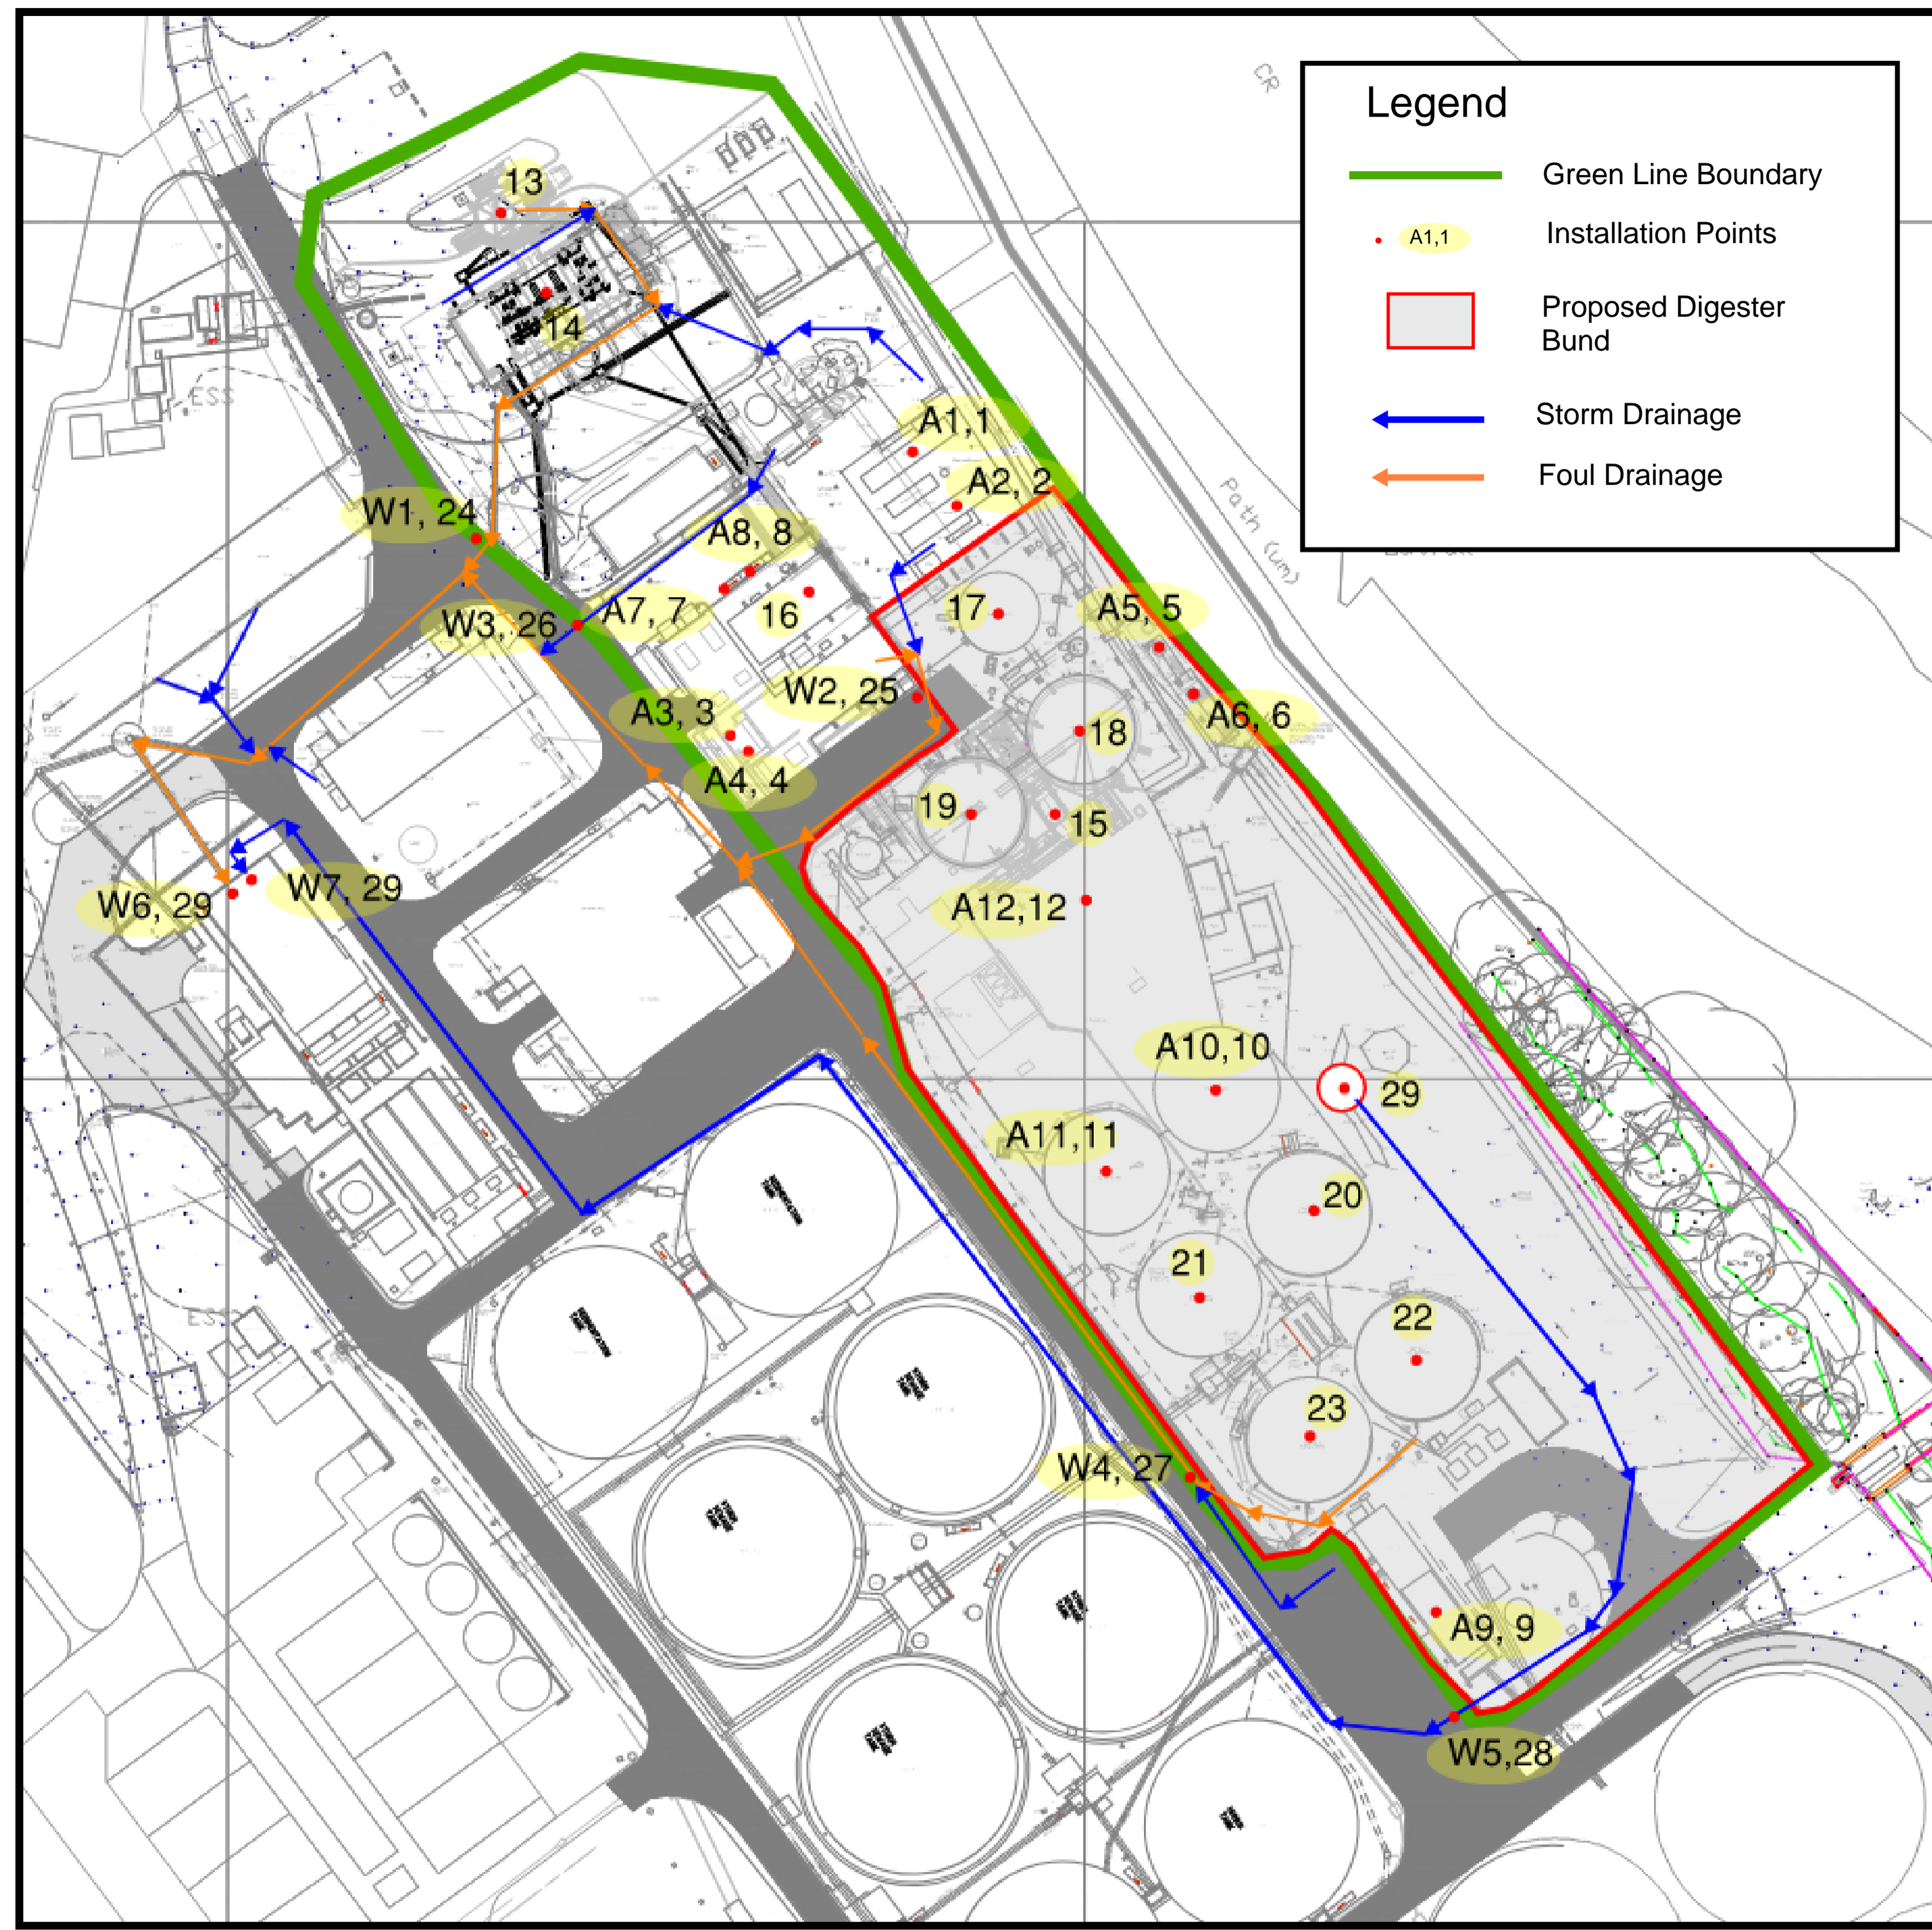 CR
Legend
Green Line Boundary
A1,1
Installation Points
Proposed Digester
Bund
Storm Drainage
Foul Drainage
13
14
ESS
A1,1
A2, 2
Path (um)
W1, 24
A8, 8
W3, 26
A7, 7
16
17
A5, 5
W2, 25
A3, 3
A6, 6
18
A4, 4
19
15
W6, 29
W7, 29
A12,12
A10,10
29
A11,11
20
21
ESS
22
23
W4, 27
A9, 9
W5,28